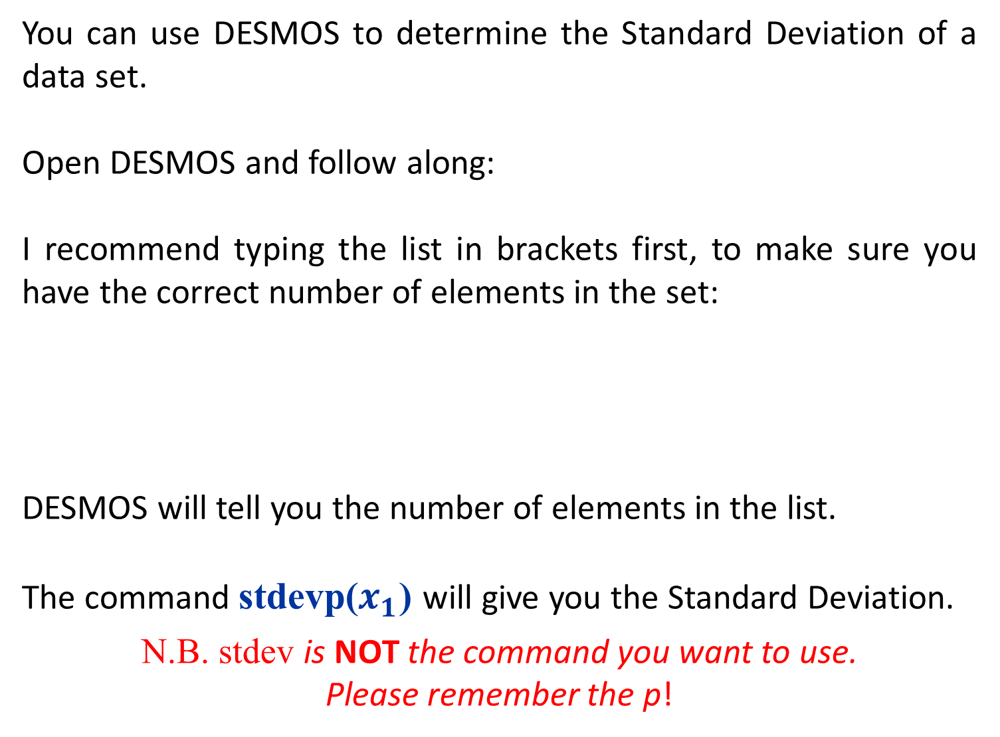 You can use DESMOS to determine the Standard Deviation of a
data set.
Open DESMOS and follow along:
I recommend typing the list in brackets first, to make sure you
have the correct number of elements in the set:
DESMOS will tell you the number of elements in the list.
The command stdevp(𝒙₁) will give you the Standard Deviation.
N.B. stdev is NOT the command you want to use.
Please remember the p!